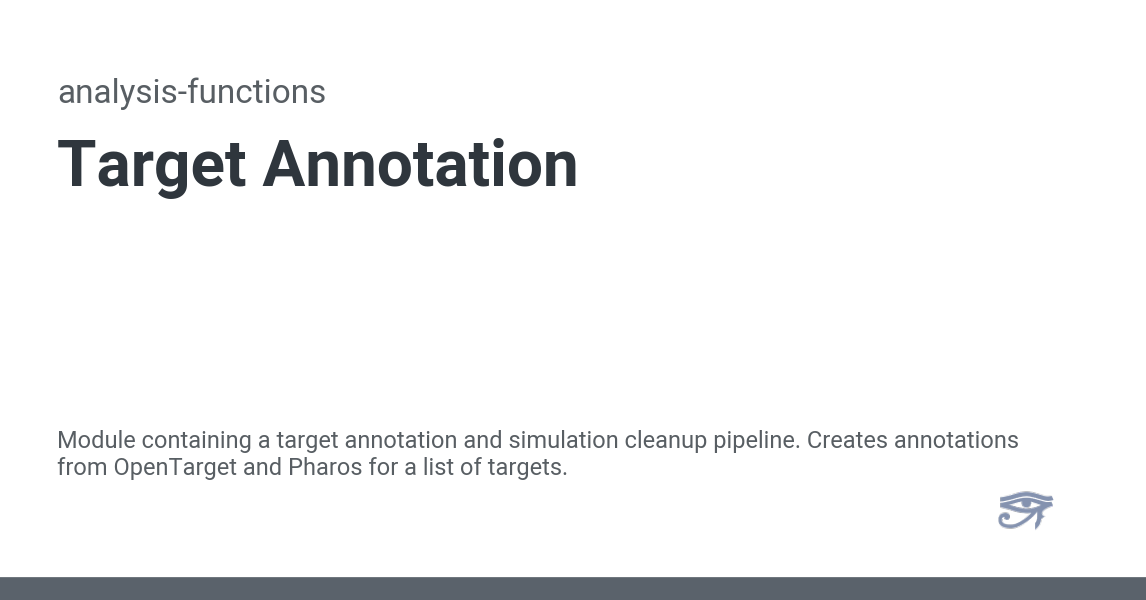 analysis-functions
Target Annotation
Module containing a target annotation and simulation cleanup pipeline. Creates annotations
from OpenTarget and Pharos for a list of targets.